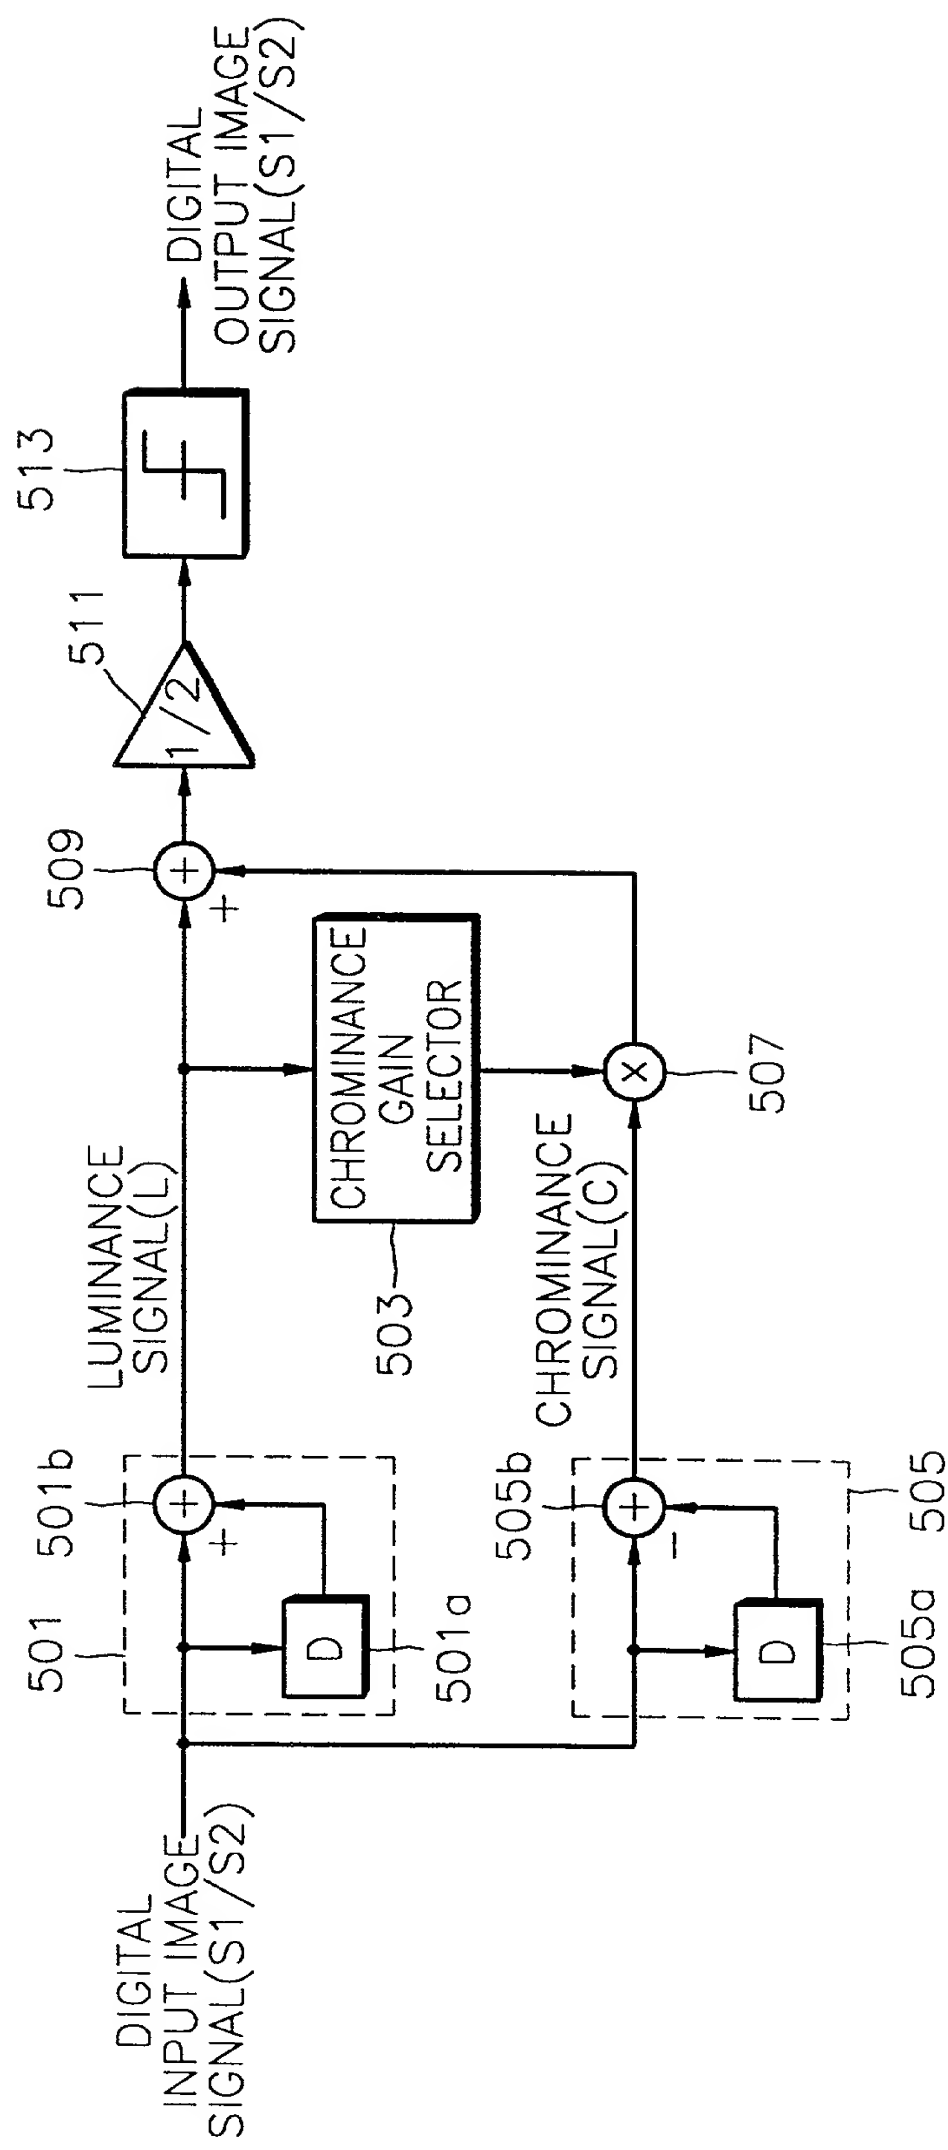 DIGITAL
INPUT IMAGE
SIGNAL(S1/S2)
501
501b
+
+
D
501a
LUMINANCE
SIGNAL(L)
505b
+
−
D
505a
505
CHROMINANCE
SIGNAL(C)
503
CHROMINANCE
GAIN
SELECTOR
X
507
509
+
+
511
1/2
513
DIGITAL
OUTPUT IMAGE
SIGNAL(S1/S2)